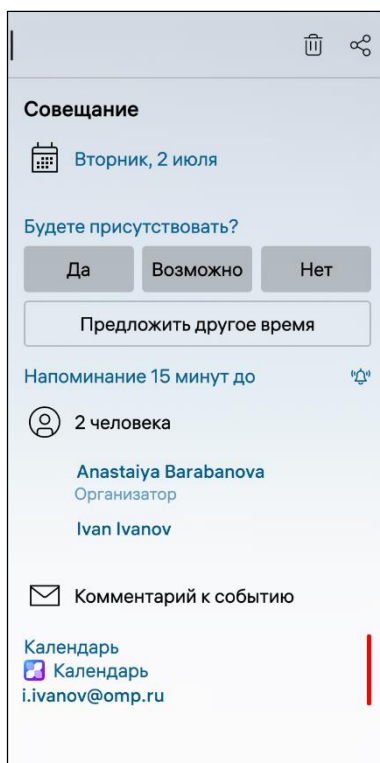 Совещание
Вторник, 2 июля
Будете присутствовать?
Да Возможно Нет
Предложить другое время
Напоминание 15 минут до
2 человека
Anastaiya Barabanova
Организатор
Ivan Ivanov
Комментарий к событию
Календарь
Календарь
i.ivanov@omp.ru